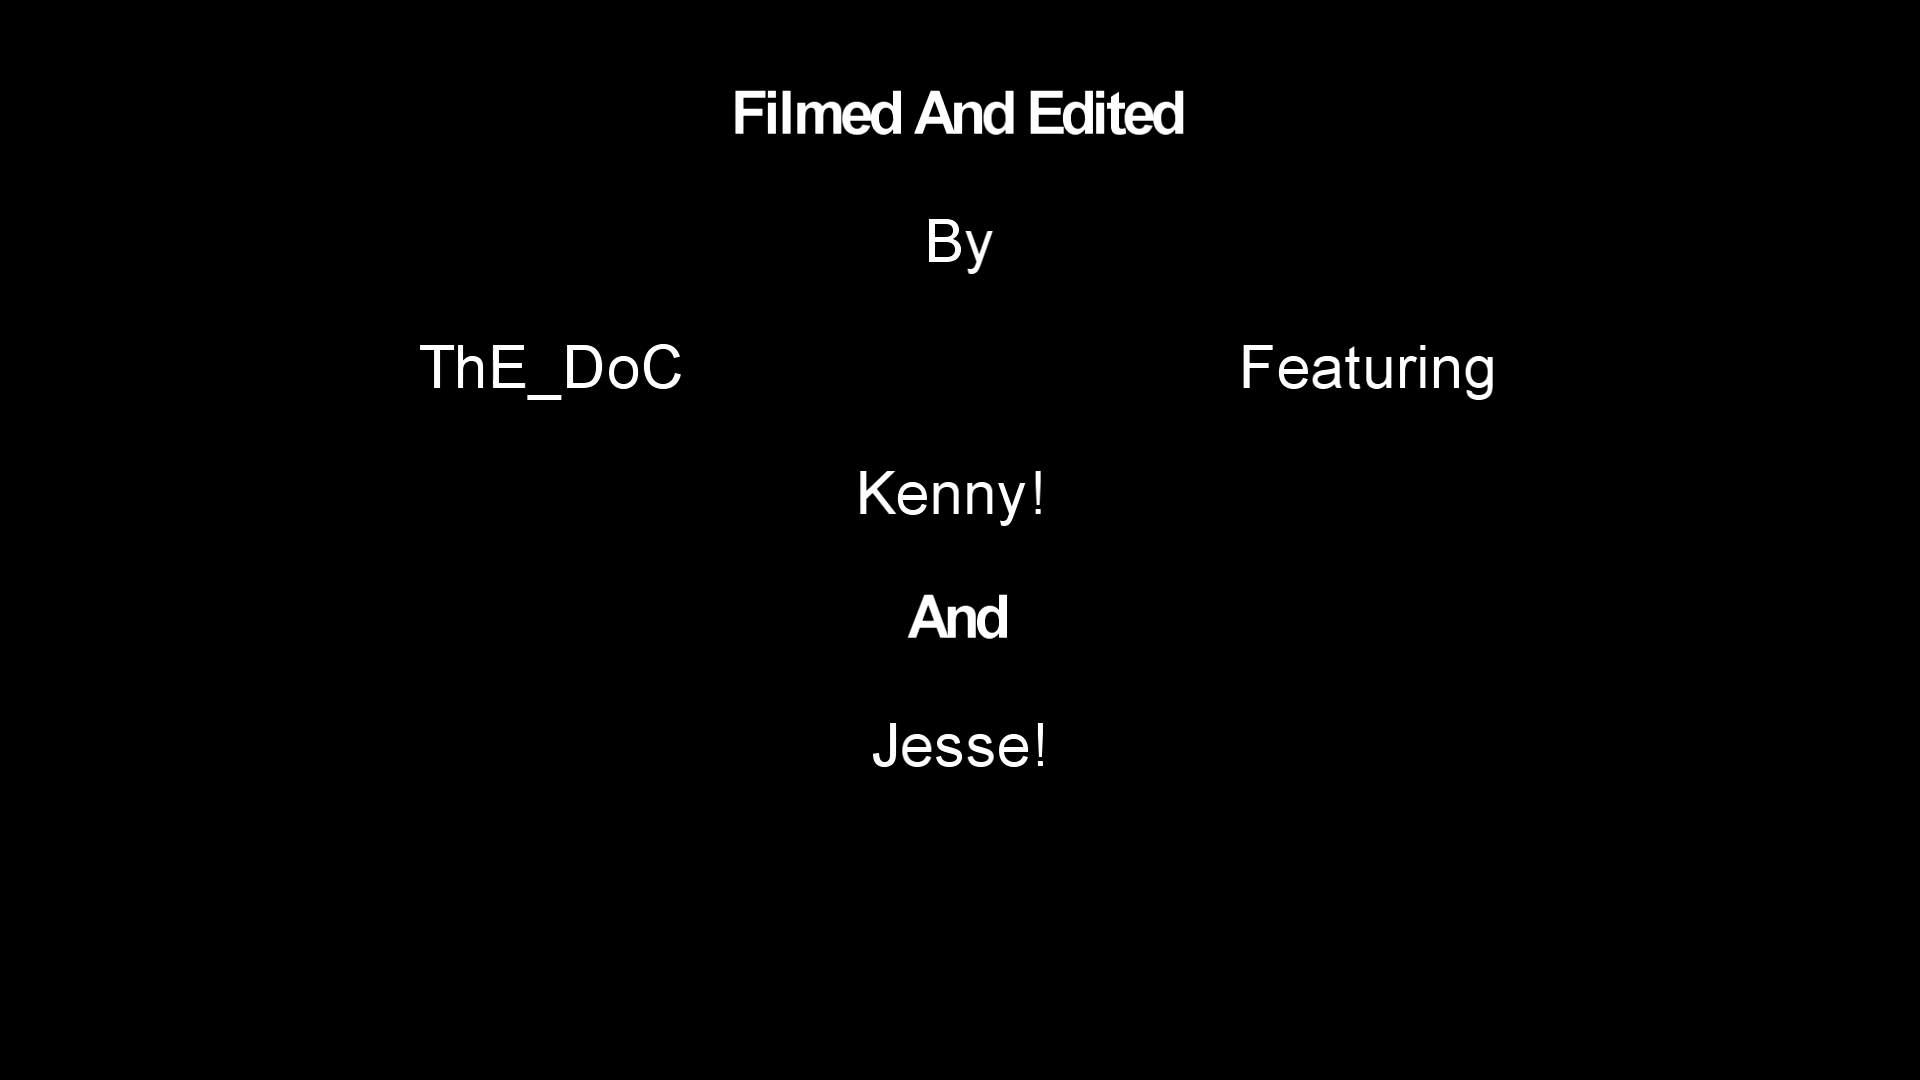 Filmed And Edited
By
ThE_DoC Featuring
Kenny!
And
Jesse!